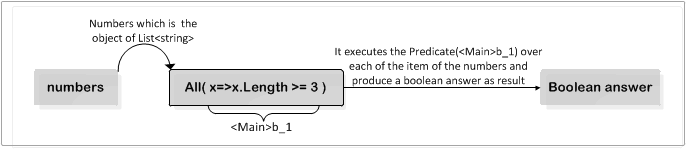 Numbers which is the
object of List<string>
It executes the Predicate(<Main>b_1) over
each of the item of the numbers and
produce a boolean answer as result
numbers
All( x=>x.Length >= 3 )
Boolean answer
<Main>b_1